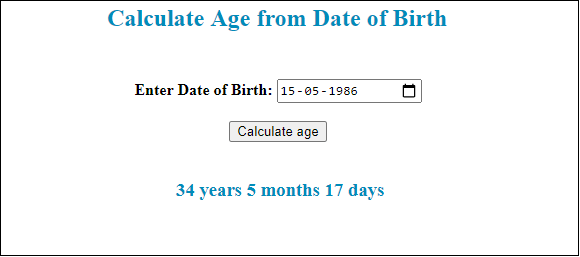 Calculate Age from Date of Birth
Enter Date of Birth: 15-05-1986
Calculate age
34 years 5 months 17 days